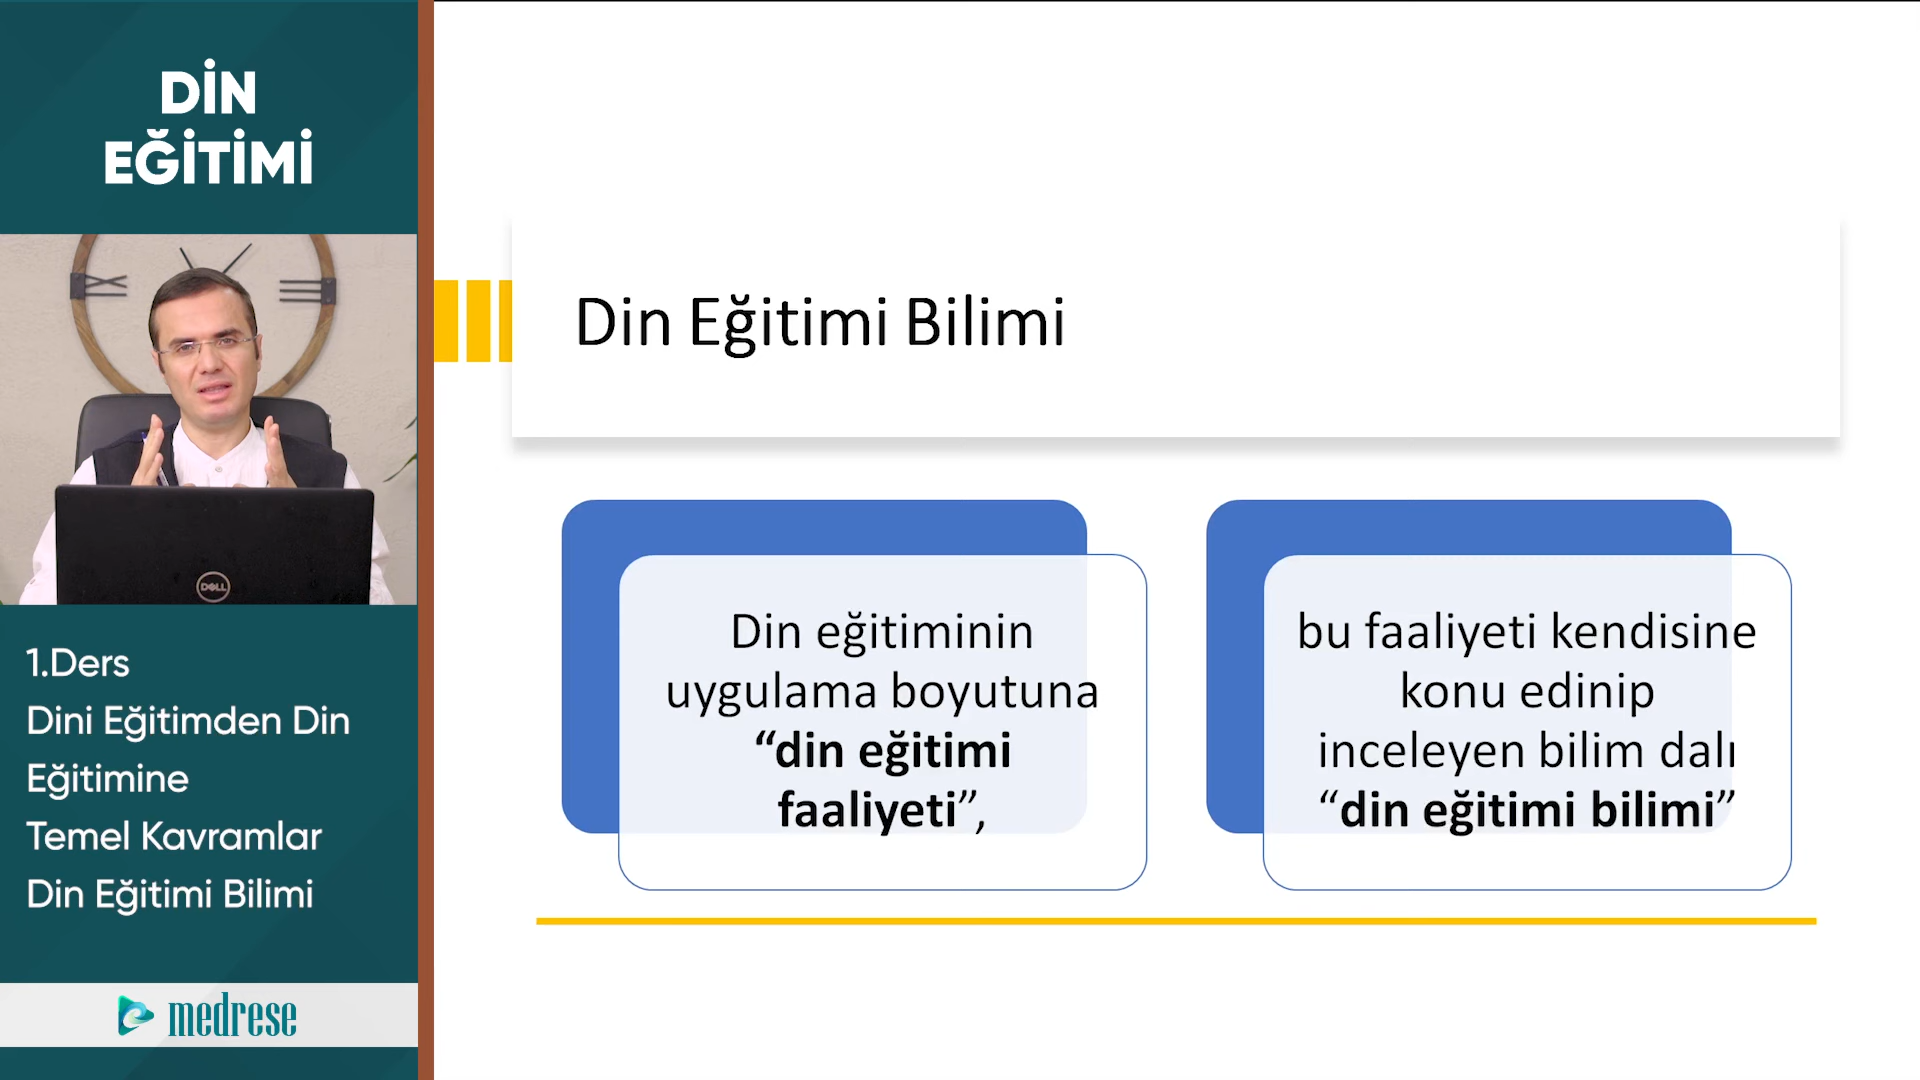 DİN
EĞİTİMİ
DELL
1.Ders
Dini Eğitimden Din
Eğitimine
Temel Kavramlar
Din Eğitimi Bilimi
medrese
Din Eğitimi Bilimi
Din eğitiminin
uygulama boyutuna
“din eğitimi
faaliyeti”,
bu faaliyeti kendisine
konu edinip
inceleyen bilim dalı
“din eğitimi bilimi”